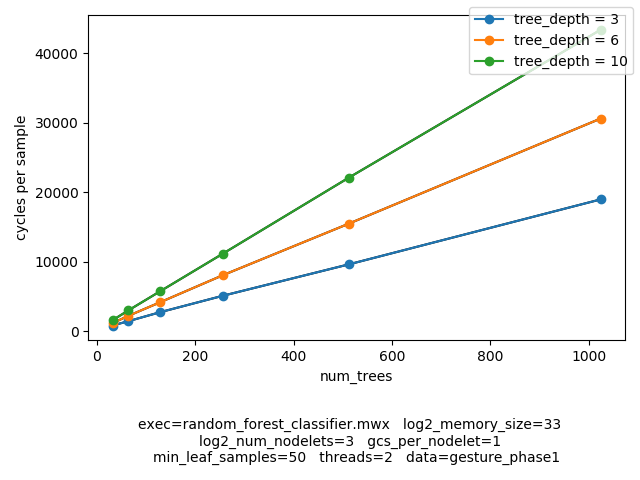 tree_depth = 3
tree_depth = 6
tree_depth = 10
40000
30000
20000
10000
0
cycles per sample
0 200 400 600 800 1000
num_trees
exec=random_forest_classifier.mwx log2_memory_size=33
log2_num_nodelets=3 gcs_per_nodelet=1
min_leaf_samples=50 threads=2 data=gesture_phase1